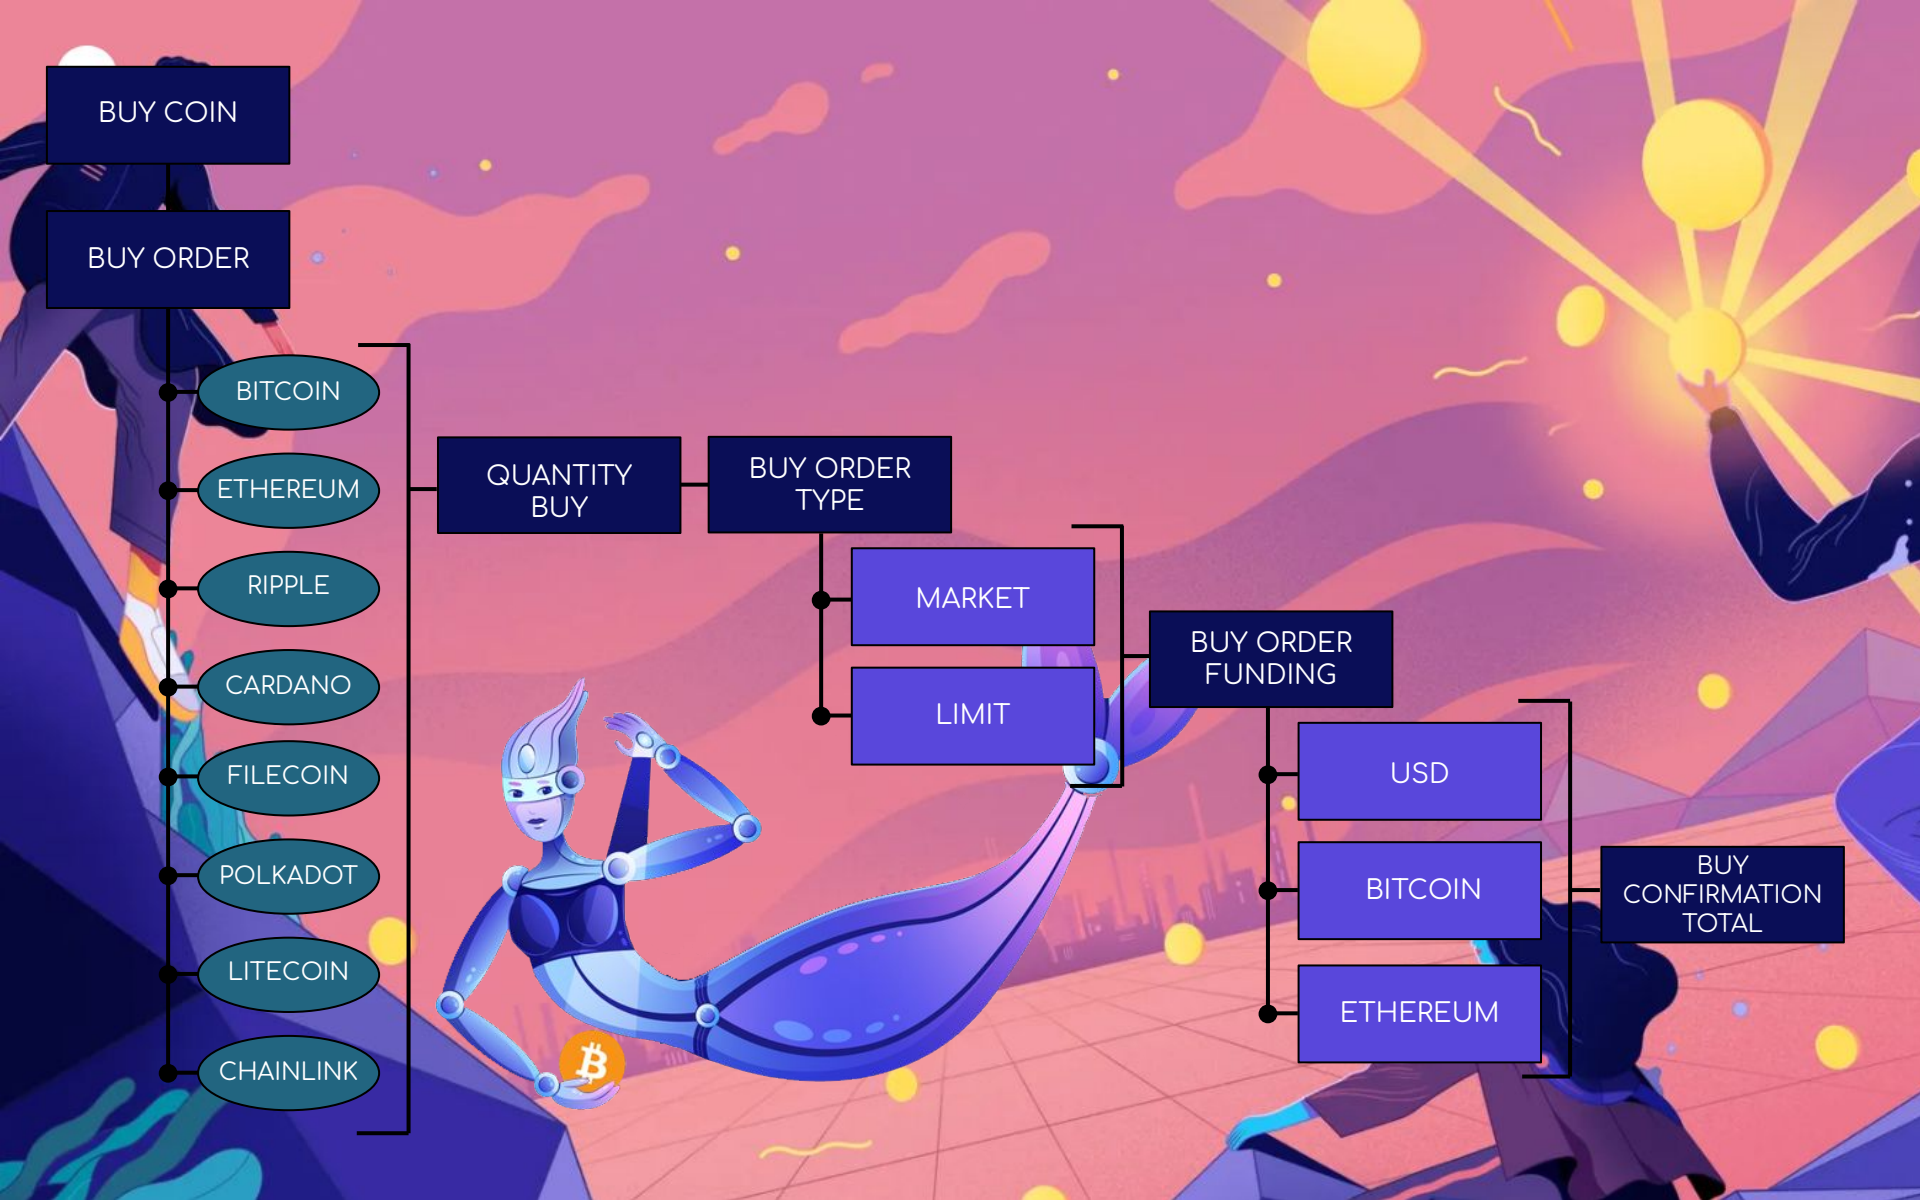 BUY COIN
BUY ORDER
BITCOIN
ETHEREUM
RIPPLE
CARDANO
FILECOIN
POLKADOT
LITECOIN
CHAINLINK
QUANTITY
BUY
BUY ORDER
TYPE
MARKET
LIMIT
BUY ORDER
FUNDING
USD
BITCOIN
ETHEREUM
BUY
CONFIRMATION
TOTAL